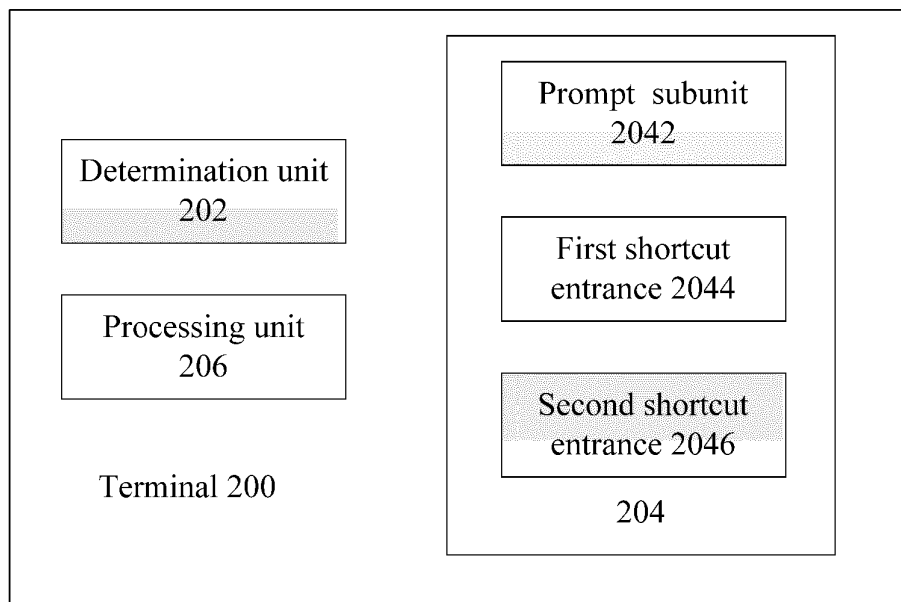 Determination unit
202
Processing unit
206
Terminal 200
Prompt subunit
2042
First shortcut
entrance 2044
Second shortcut
entrance 2046
204